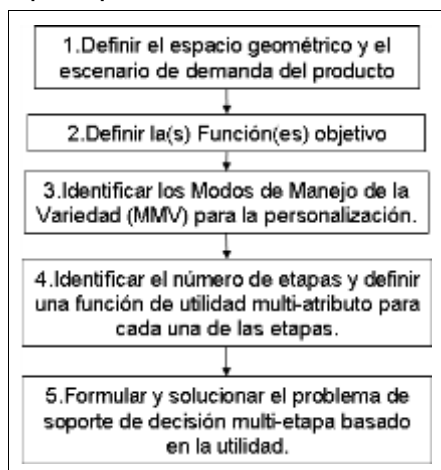 1.Definir el espacio geométrico y el
escenario de demanda del producto
2.Definir la(s) Función(es) objetivo
3.Identificar los Modos de Manejo de la
Variedad (MMV) para la personalización.
4.Identificar el número de etapas y definir
una función de utilidad multi-atributo para
cada una de las etapas.
5.Formular y solucionar el problema de
soporte de decisión multi-etapa basado
en la utilidad.